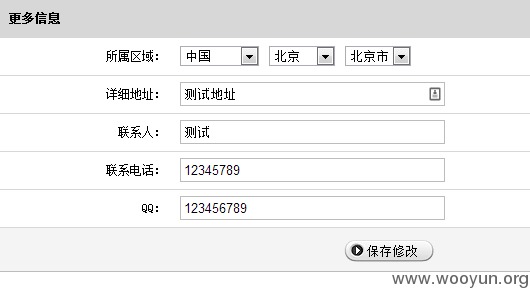 更多信息
所属区域： 中国 北京 北京市
详细地址： 测试地址
联系人： 测试
联系电话： 12345789
QQ： 123456789
保存修改
www.wooyun.org